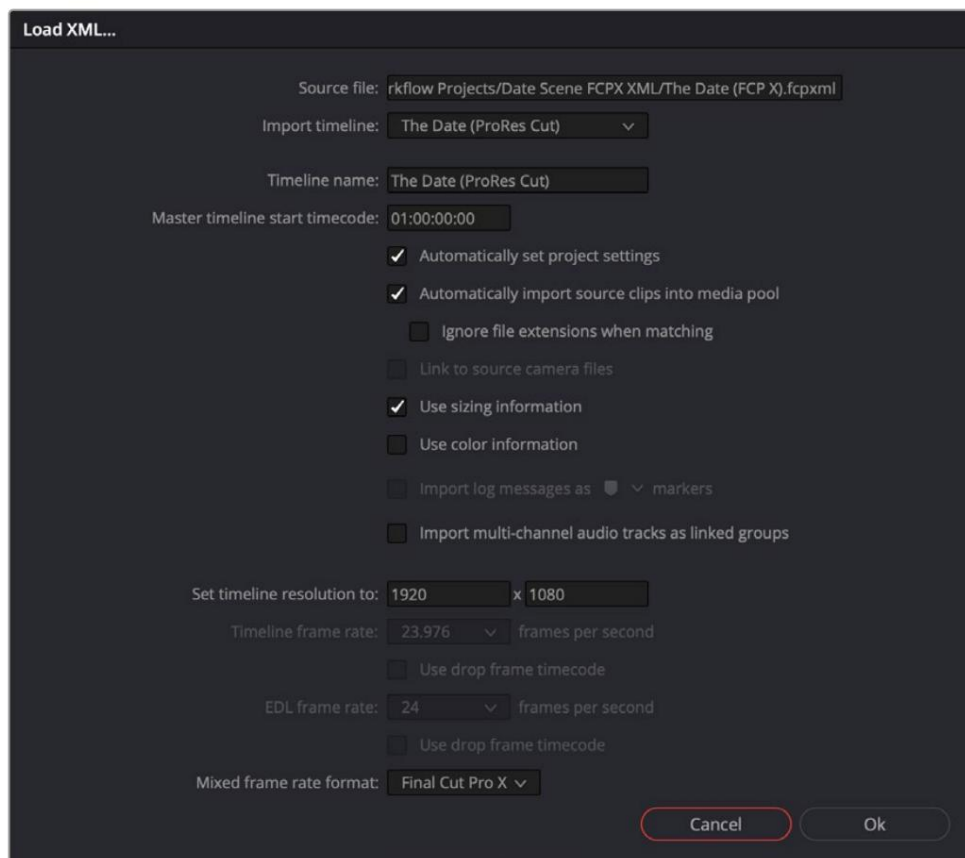 Load XML...
Source file: rkflow Projects/Date Scene FCPX XML/The Date (FCP X).fcpxml
Import timeline: The Date (ProRes Cut)
Timeline name: The Date (ProRes Cut)
Master timeline start timecode: 01:00:00:00
Automatically set project settings
Automatically import source clips into media pool
Ignore file extensions when matching
Link to source camera files
Use sizing information
Use color information
Import log messages as markers
Import multi-channel audio tracks as linked groups
Set timeline resolution to: 1920 x 1080
Timeline frame rate: 23.976 frames per second
Use drop frame timecode
EDL frame rate: 24 frames per second
Use drop frame timecode
Mixed frame rate format: Final Cut Pro X
Cancel Ok